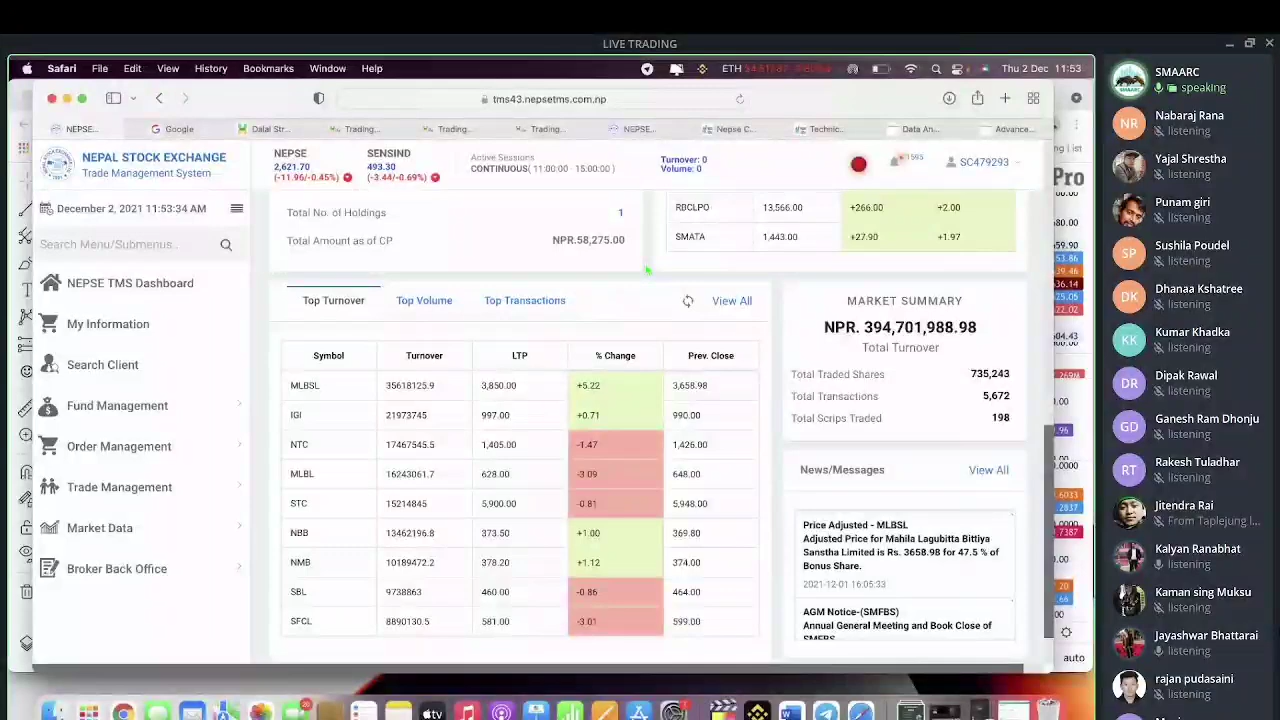 LIVE TRADING
Safari File Edit View History Bookmarks Window Help
ETH
Thu 2 Dec 11:53
tms43.nepsetms.com.np
NEPSE...
Google
Dalal Str...
Trading...
Trading...
Trading...
NEPSE...
Nepse C...
Technic...
Data An...
Advance...
NEPAL STOCK EXCHANGE
Trade Management System
NEPSE
2,621.70
(-11.96/-0.45%)
SENSIND
493.30
(-3.44/-0.69%)
Active Sessions
CONTINUOUS( 11:00:00 - 15:00:00 )
Turnover: 0
Volume: 0
SC479293
December 2, 2021 11:53:34 AM
Search Menu/Submenus..
NEPSE TMS Dashboard
My Information
Search Client
Fund Management
Order Management
Trade Management
Market Data
Broker Back Office
Total No. of Holdings 1
Total Amount as of CP NPR.58,275.00
RBCLPO 13,566.00 +266.00 +2.00
SMATA 1,443.00 +27.90 +1.97
Top Turnover Top Volume Top Transactions View All
Symbol Turnover LTP % Change Prev. Close
MLBSL 35618125.9 3,850.00 +5.22 3,658.98
IGI 21973745 997.00 +0.71 990.00
NTC 17467545.5 1,405.00 -1.47 1,426.00
MLBL 16243061.7 628.00 -3.09 648.00
STC 15214845 5,900.00 -0.81 5,948.00
NBB 13462196.8 373.50 +1.00 369.80
NMB 10189472.2 378.20 +1.12 374.00
SBL 9738863 460.00 -0.86 464.00
SFCL 8890130.5 581.00 -3.01 599.00
MARKET SUMMARY
NPR. 394,701,988.98
Total Turnover
Total Traded Shares 735,243
Total Transactions 5,672
Total Scrips Traded 198
News/Messages View All
Price Adjusted - MLBSL
Adjusted Price for Mahila Lagubitta Bittiya
Sanstha Limited is Rs. 3658.98 for 47.5 % of
Bonus Share.
2021-12-01 16:05:33
AGM Notice-(SMFBS)
Annual General Meeting and Book Close of
SMFBS
Pro
auto
SMAARC
speaking
Nabaraj Rana
listening
Yogi Shrestha
listening
Punam giri
listening
Sushila Poudel
listening
Dhanaa Kshatree
listening
Kumar Khadka
listening
Dipak Rawal
listening
Ganesh Ram Dhonju
listening
Rakesh Tuladhar
listening
Jitendra Rai
From Taplejung I...
Kalyan Ranabhat
listening
Kaman sing Muksu
listening
Jayashwar Bhattarai
listening
rajan pudasaini
listening